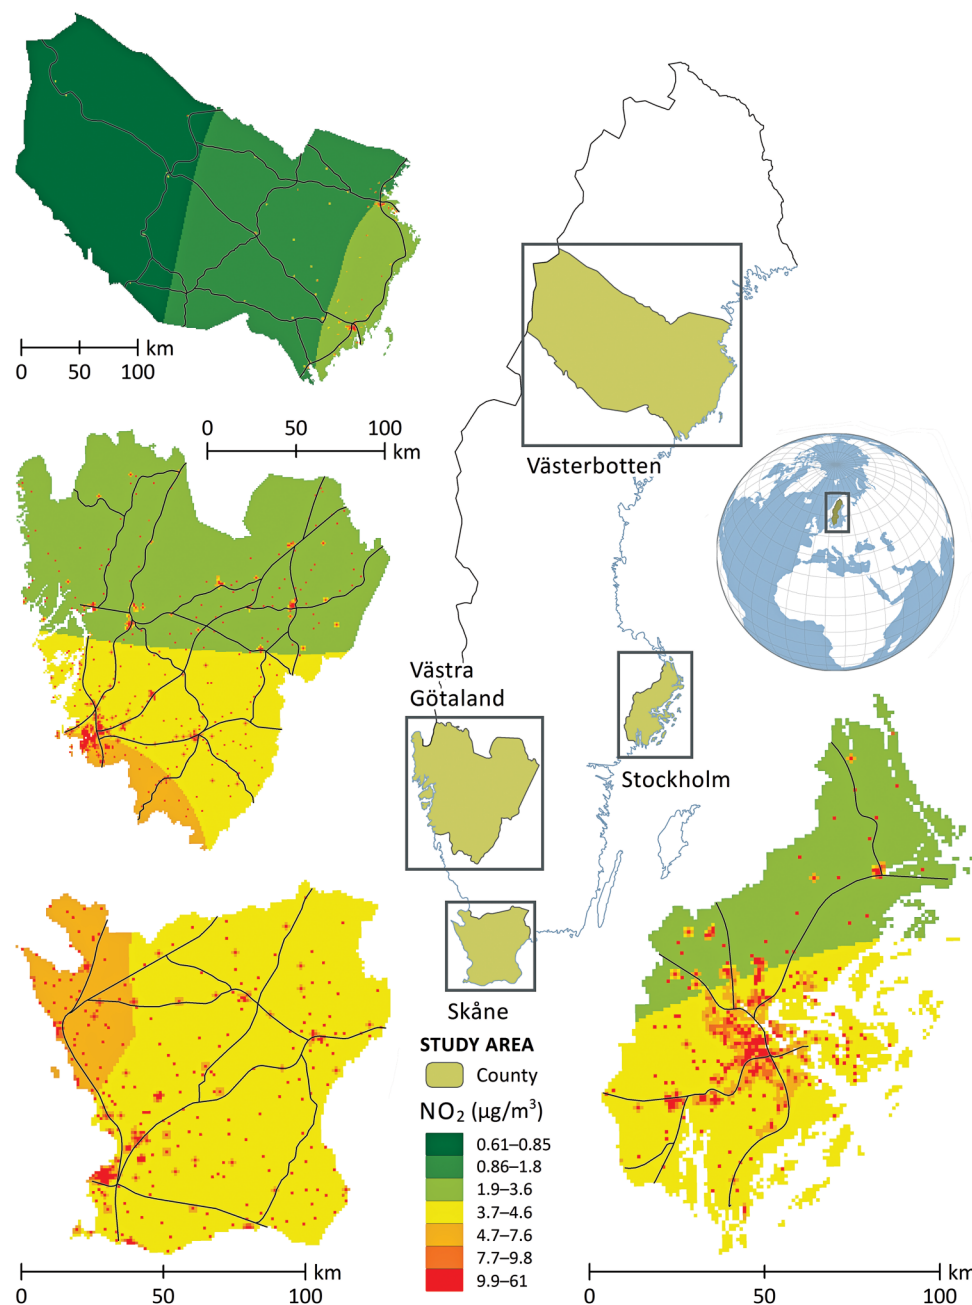 0
50
100
km
0
50
100
km
Västerbotten
Västra
Götaland
Stockholm
Skåne
STUDY AREA
County
NO₂ (µg/m³)
0.61–0.85
0.86–1.8
1.9–3.6
3.7–4.6
4.7–7.6
7.7–9.8
9.9–61
0
50
100
km
0
50
100
km